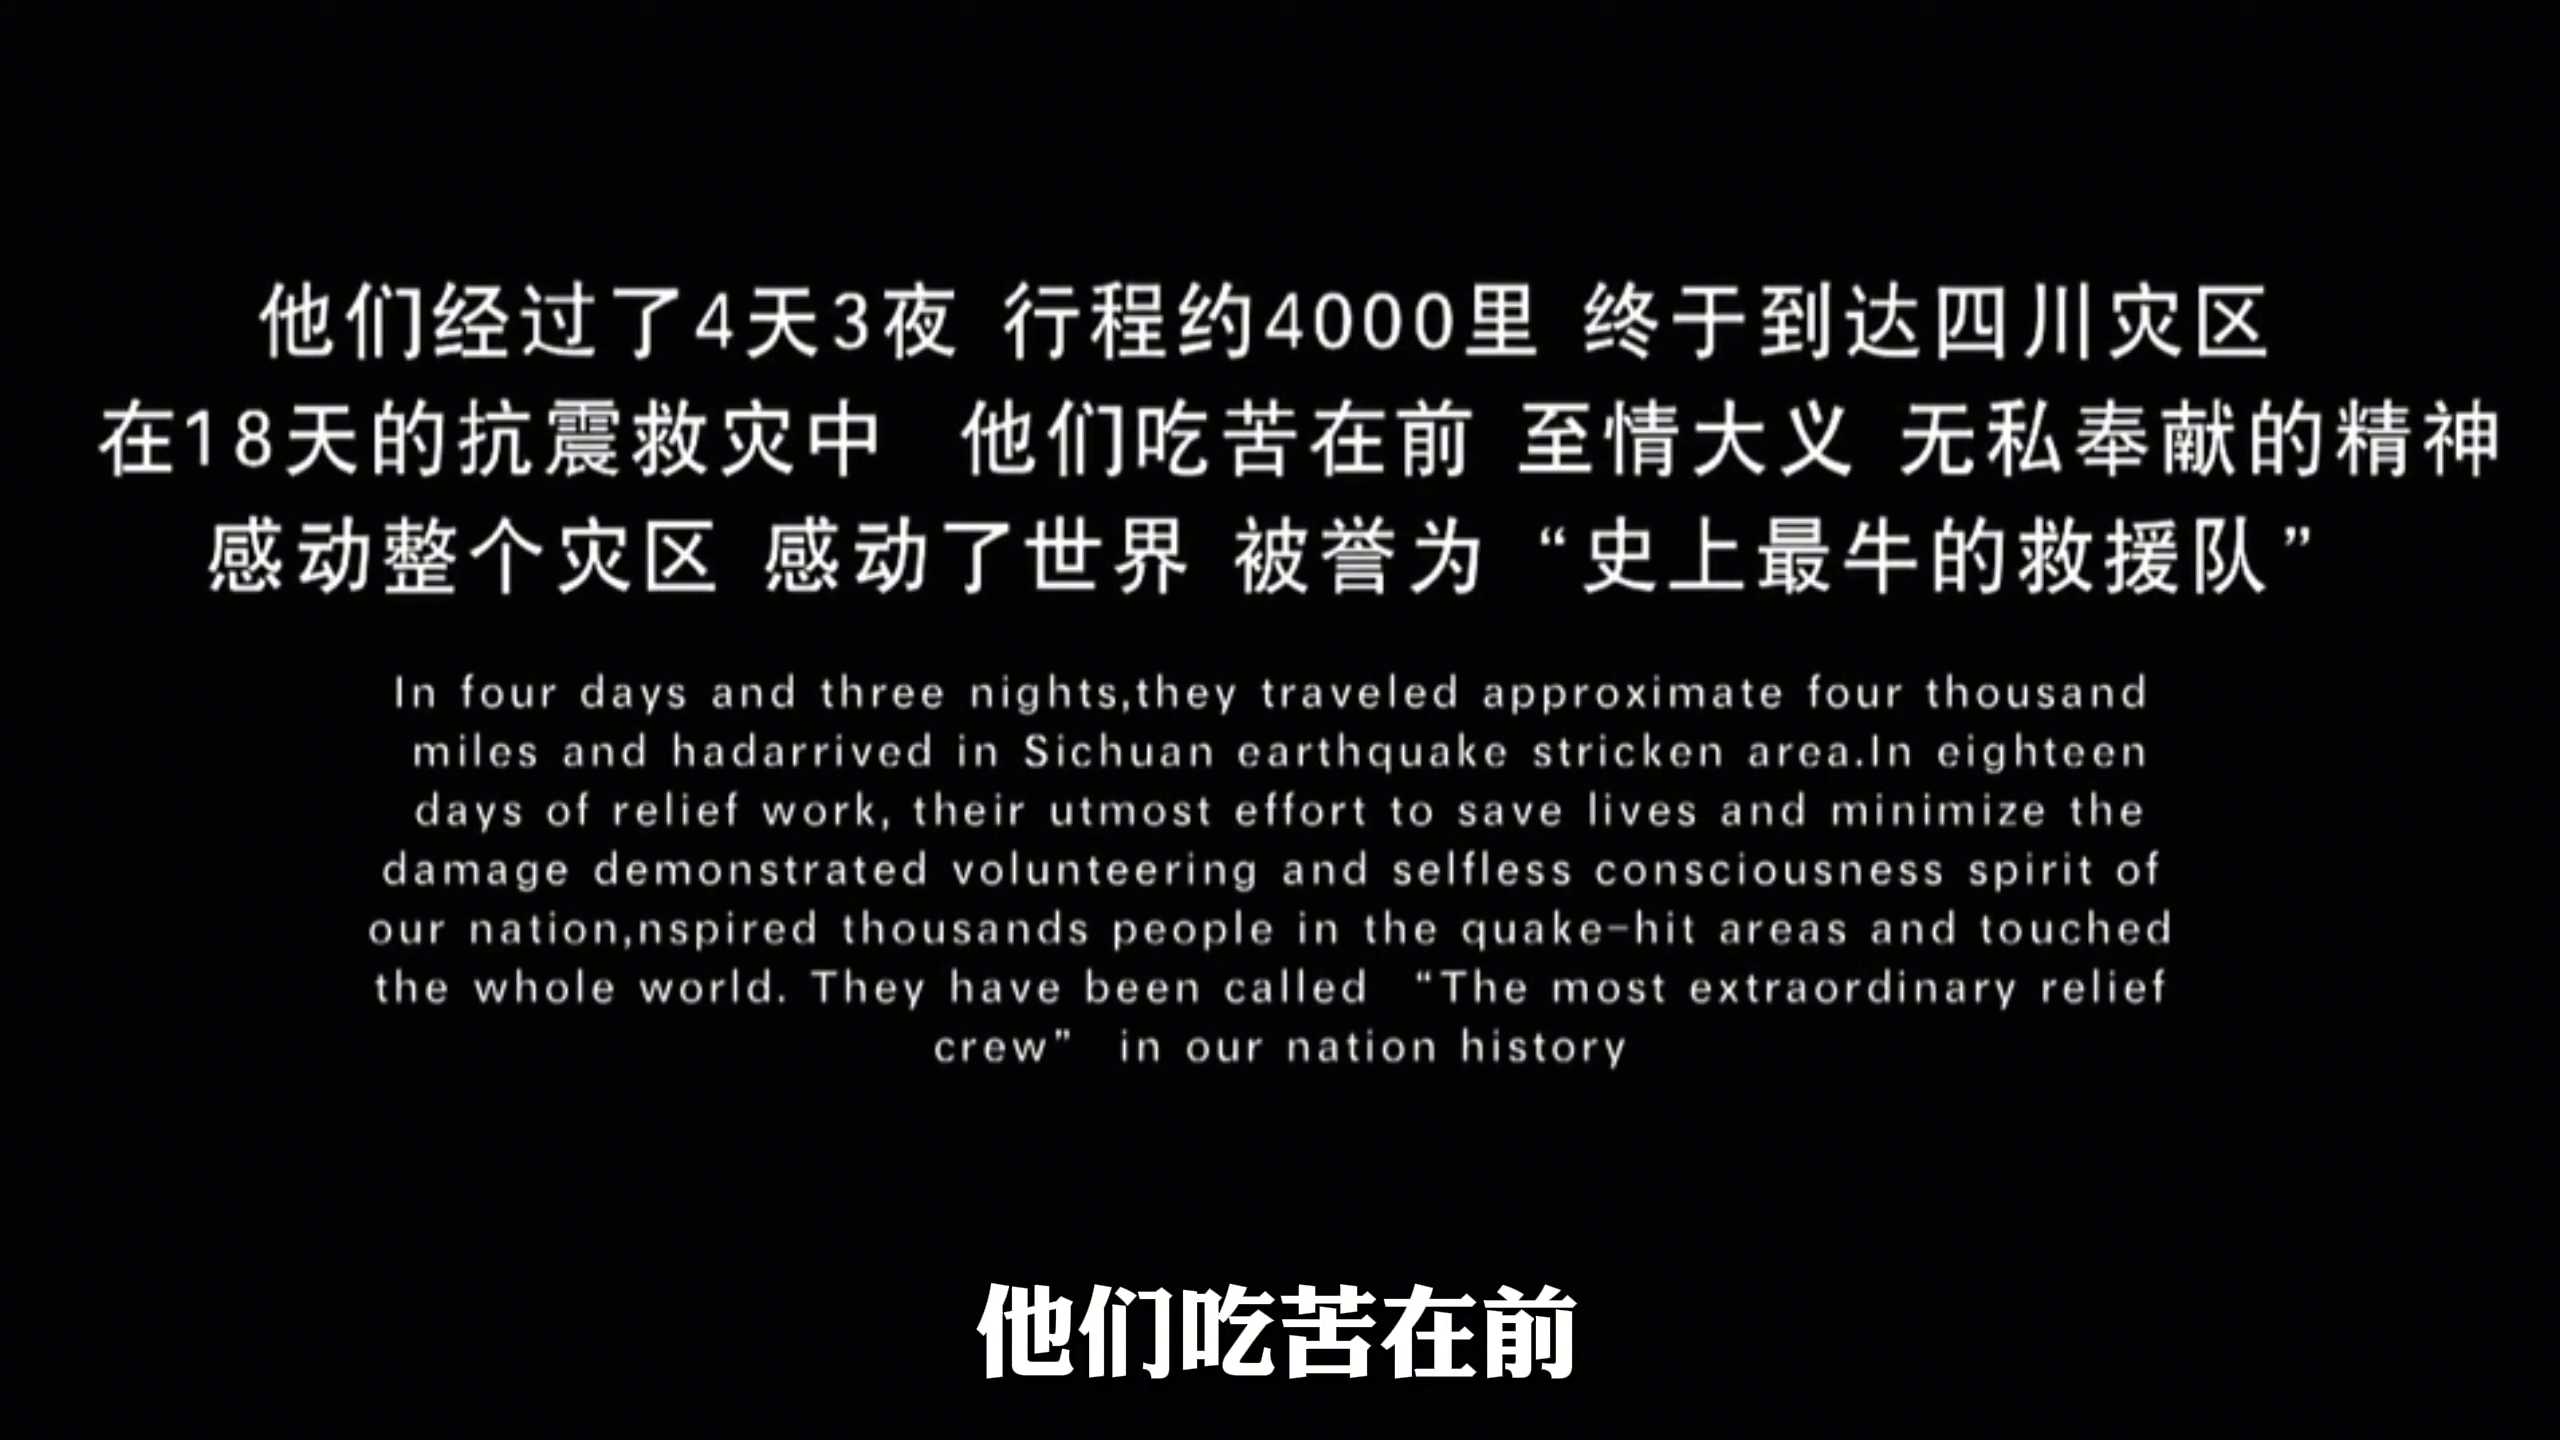 他们经过了4天3夜 行程约4000里 终于到达四川灾区
在18天的抗震救灾中 他们吃苦在前 至情大义 无私奉献的精神
感动整个灾区 感动了世界 被誉为 “史上最牛的救援队”
In four days and three nights,they traveled approximate four thousand
miles and hadarrived in Sichuan earthquake stricken area.In eighteen
days of relief work, their utmost effort to save lives and minimize the
damage demonstrated volunteering and selfless consciousness spirit of
our nation,nspired thousands people in the quake-hit areas and touched
the whole world. They have been called “The most extraordinary relief
crew” in our nation history
他们吃苦在前